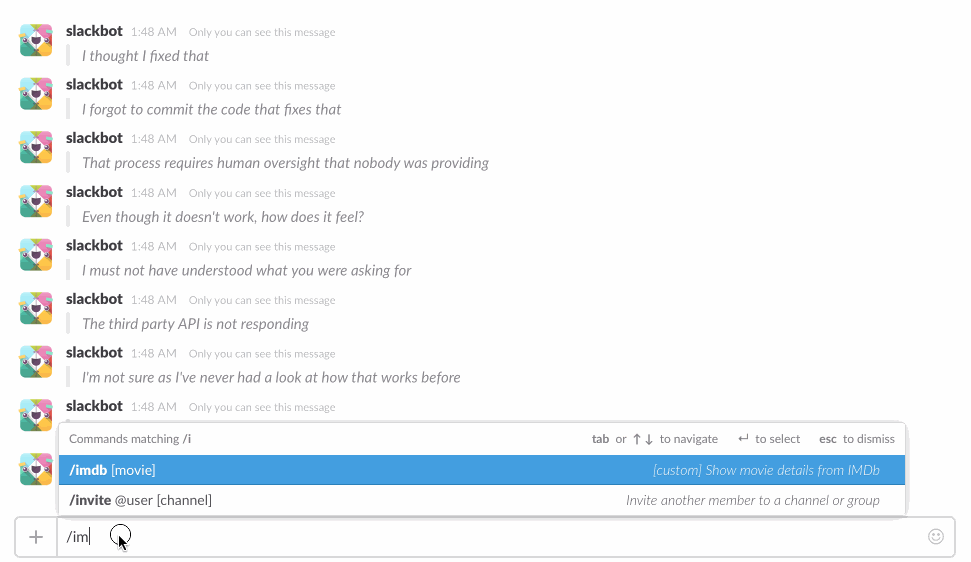 slackbot 1:48 AM Only you can see this message
I thought I fixed that
slackbot 1:48 AM Only you can see this message
I forgot to commit the code that fixes that
slackbot 1:48 AM Only you can see this message
That process requires human oversight that nobody was providing
slackbot 1:48 AM Only you can see this message
Even though it doesn't work, how does it feel?
slackbot 1:48 AM Only you can see this message
I must not have understood what you were asking for
slackbot 1:48 AM Only you can see this message
The third party API is not responding
slackbot 1:48 AM Only you can see this message
I'm not sure as I've never had a look at how that works before
slackbot 1:48 AM Only you can see this message
Commands matching /i tab or ↑↓ to navigate ↵ to select esc to dismiss
/imdb [movie] [custom] Show movie details from IMDb
/invite @user [channel] Invite another member to a channel or group
/im